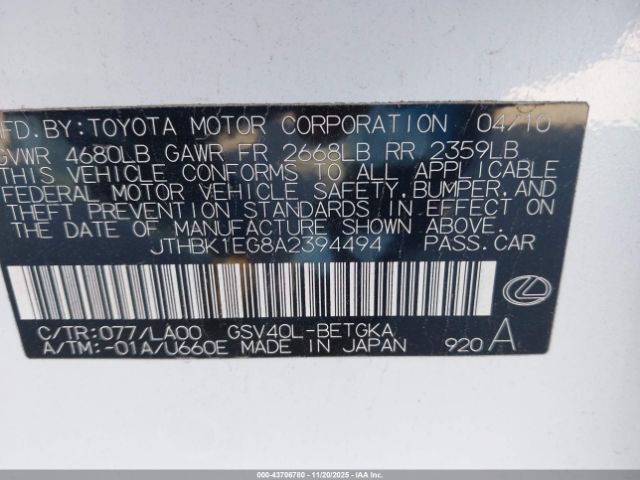 MFD. BY: TOYOTA MOTOR CORPORATION 04/10
GVWR 4680LB GAWR FR 2668LB RR 2359LB
THIS VEHICLE CONFORMS TO ALL APPLICABLE
FEDERAL MOTOR VEHICLE SAFETY, BUMPER, AND
THEFT PREVENTION STANDARDS IN EFFECT ON
THE DATE OF MANUFACTURE SHOWN ABOVE.
JTHBK1EG8A2394494 PASS. CAR
C/TR: 077/LA00 GSV40L-BETGKA
A/TM: -01A/U660E MADE IN JAPAN 920 A
000-43706780 - 11/20/2025 - IAAI.COM